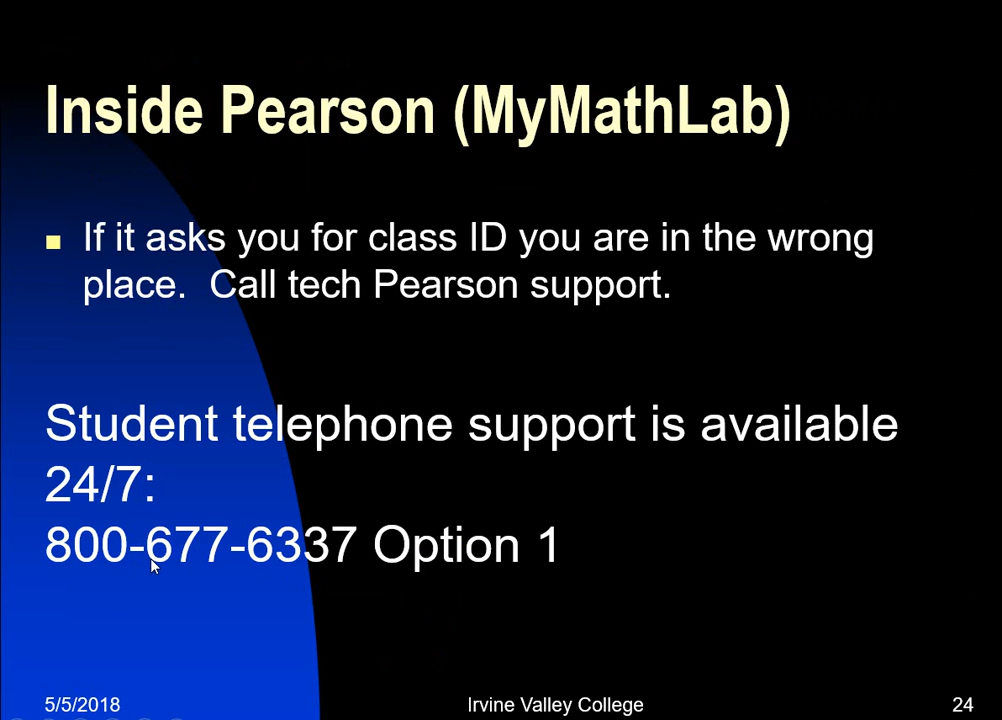 Inside Pearson (MyMathLab)
If it asks you for class ID you are in the wrong
place.  Call tech Pearson support.
Student telephone support is available
24/7:
800-677-6337 Option 1
5/5/2018
Irvine Valley College
24